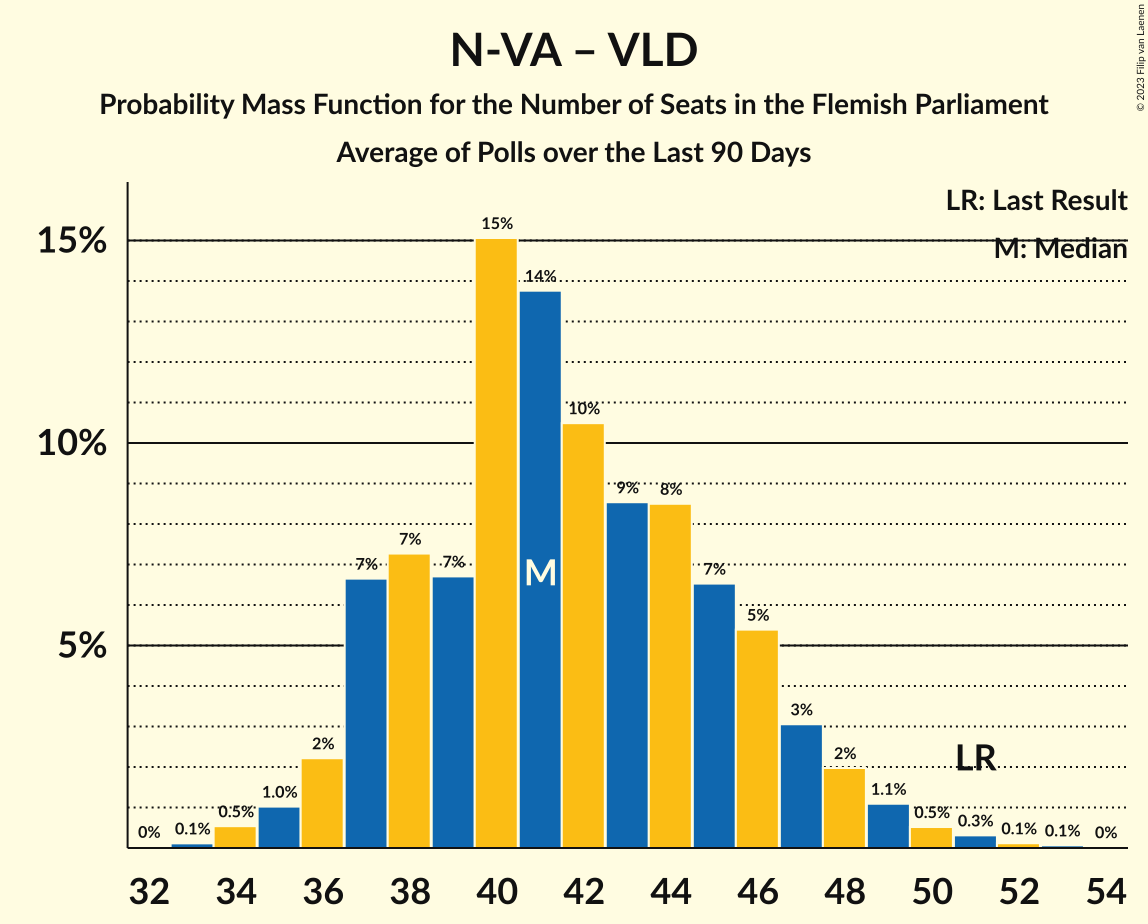 N-VA – VLD
Probability Mass Function for the Number of Seats in the Flemish Parliament
Average of Polls over the Last 90 Days
© 2023 Filip van Laenen
LR: Last Result
M: Median
15%
10%
5%
0%
0.1%
0.5%
1.0%
2%
7%
7%
7%
15%
14%
10%
9%
8%
7%
5%
3%
2%
1.1%
0.5%
0.3%
0.1%
0.1%
0%
M
LR
32 34 36 38 40 42 44 46 48 50 52 54